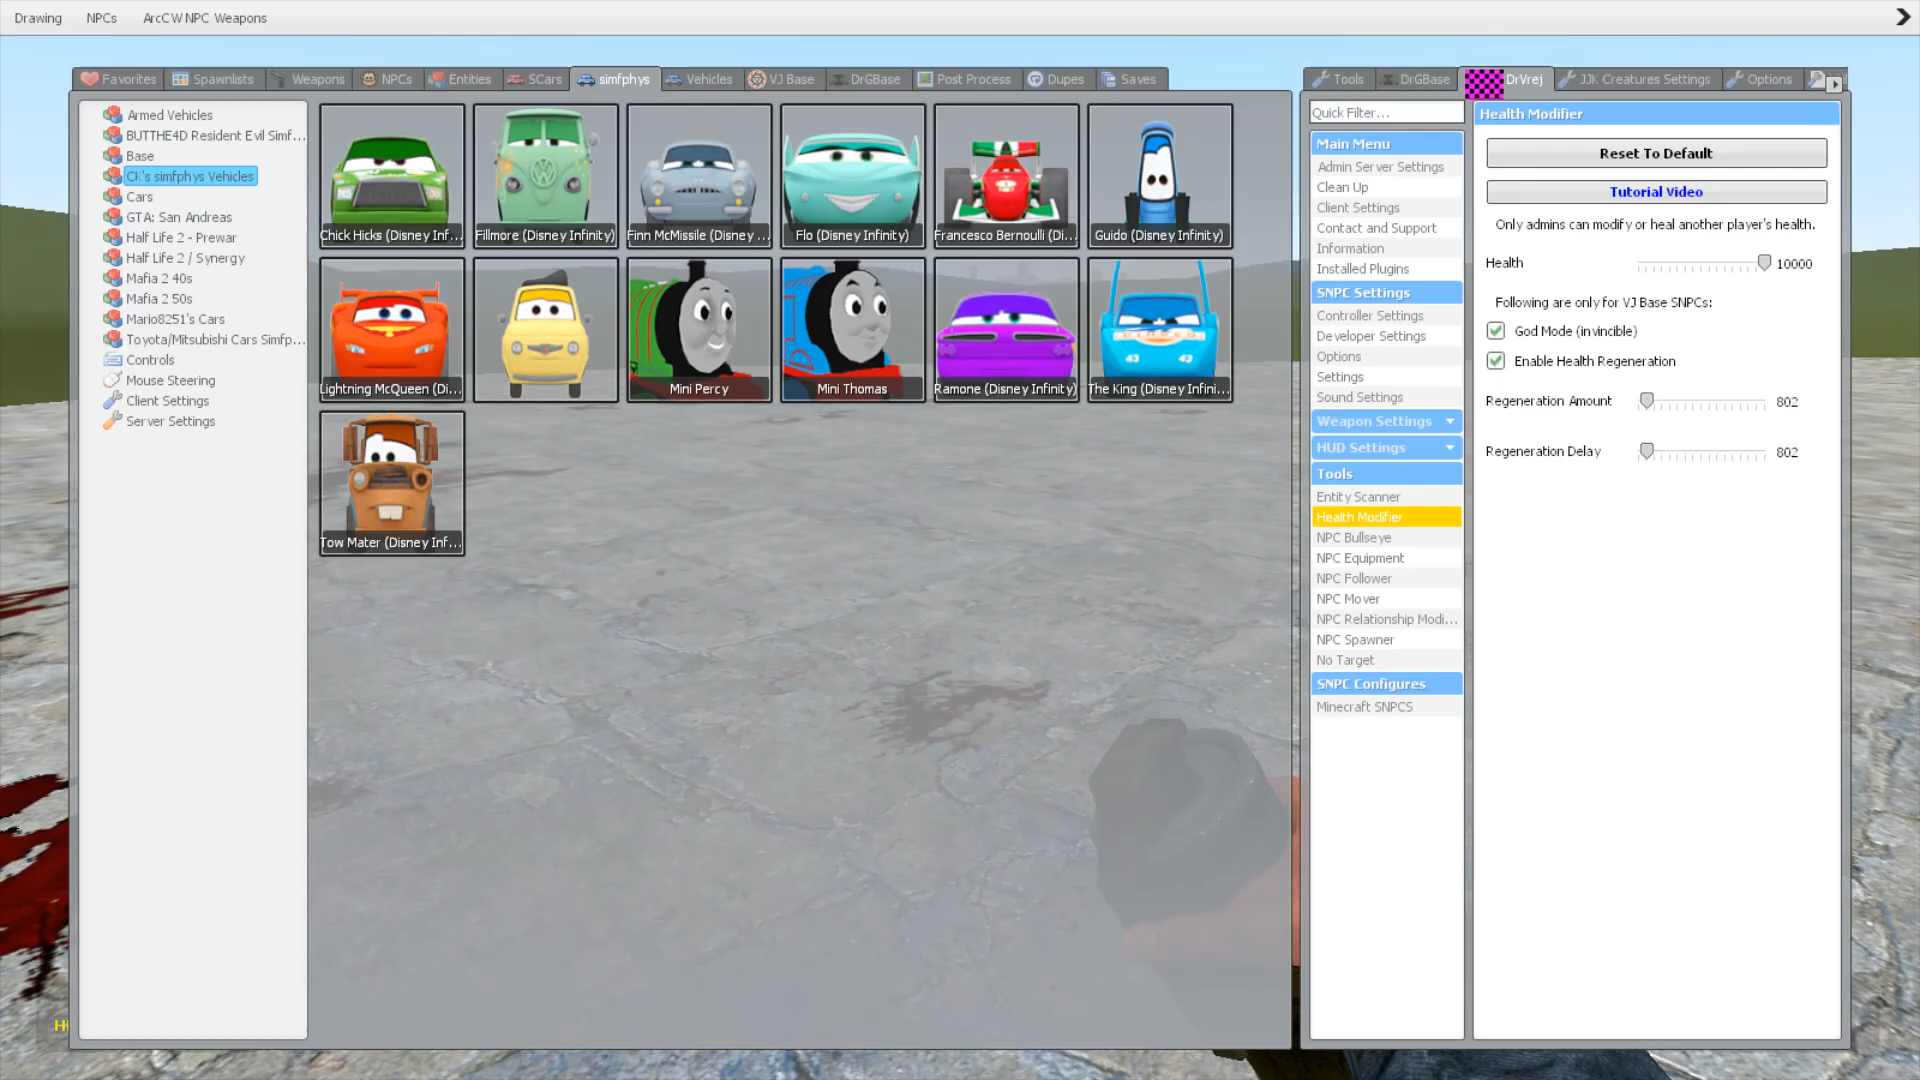 Drawing NPCs ArcCW NPC Weapons
Favorites Spawnlists Weapons NPCs Entities SCars simfphys Vehicles VJ Base DrGBase Post Process Dupes Saves
Armed Vehicles
BUTTHE4D Resident Evil Simf...
Base
CK's simfphys Vehicles
Cars
GTA: San Andreas
Half Life 2 - Prewar
Half Life 2 / Synergy
Mafia 2 40s
Mafia 2 50s
Mario8251's Cars
Toyota/Mitsubishi Cars Simfp...
Controls
Mouse Steering
Client Settings
Server Settings
Chick Hicks (Disney Inf...
Fillmore (Disney Infinity)
Finn McMissile (Disney ...
Flo (Disney Infinity)
Francesco Bernoulli (Di...
Guido (Disney Infinity)
Lightning McQueen (Di...
Mini Percy
Mini Thomas
Ramone (Disney Infinity)
The King (Disney Infini...
43 43
Tow Mater (Disney Inf...
Tools DrGBase DrVrej JJK Creatures Settings Options
Quick Filter...
Main Menu
Admin Server Settings
Clean Up
Client Settings
Contact and Support
Information
Installed Plugins
SNPC Settings
Controller Settings
Developer Settings
Options
Settings
Sound Settings
Weapon Settings
HUD Settings
Tools
Entity Scanner
Health Modifier
NPC Bullseye
NPC Equipment
NPC Follower
NPC Mover
NPC Relationship Modi...
NPC Spawner
No Target
SNPC Configures
Minecraft SNPCS
Health Modifier
Reset To Default
Tutorial Video
Only admins can modify or heal another player's health.
Health 10000
Following are only for VJ Base SNPCs:
God Mode (invincible)
Enable Health Regeneration
Regeneration Amount 802
Regeneration Delay 802